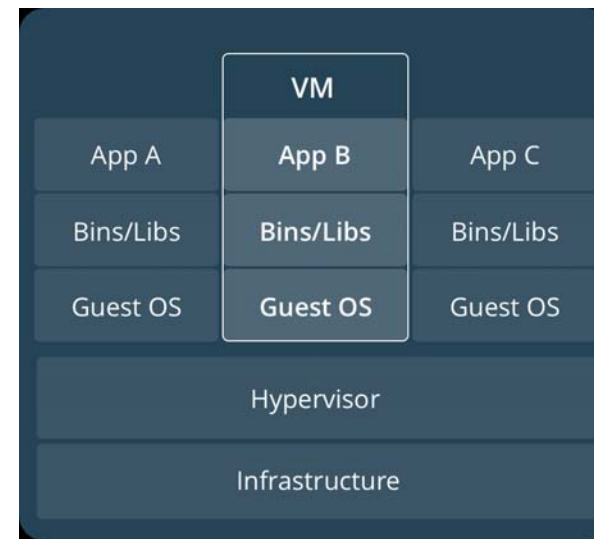 VM
App A App B App C
Bins/Libs Bins/Libs Bins/Libs
Guest OS Guest OS Guest OS
Hypervisor
Infrastructure